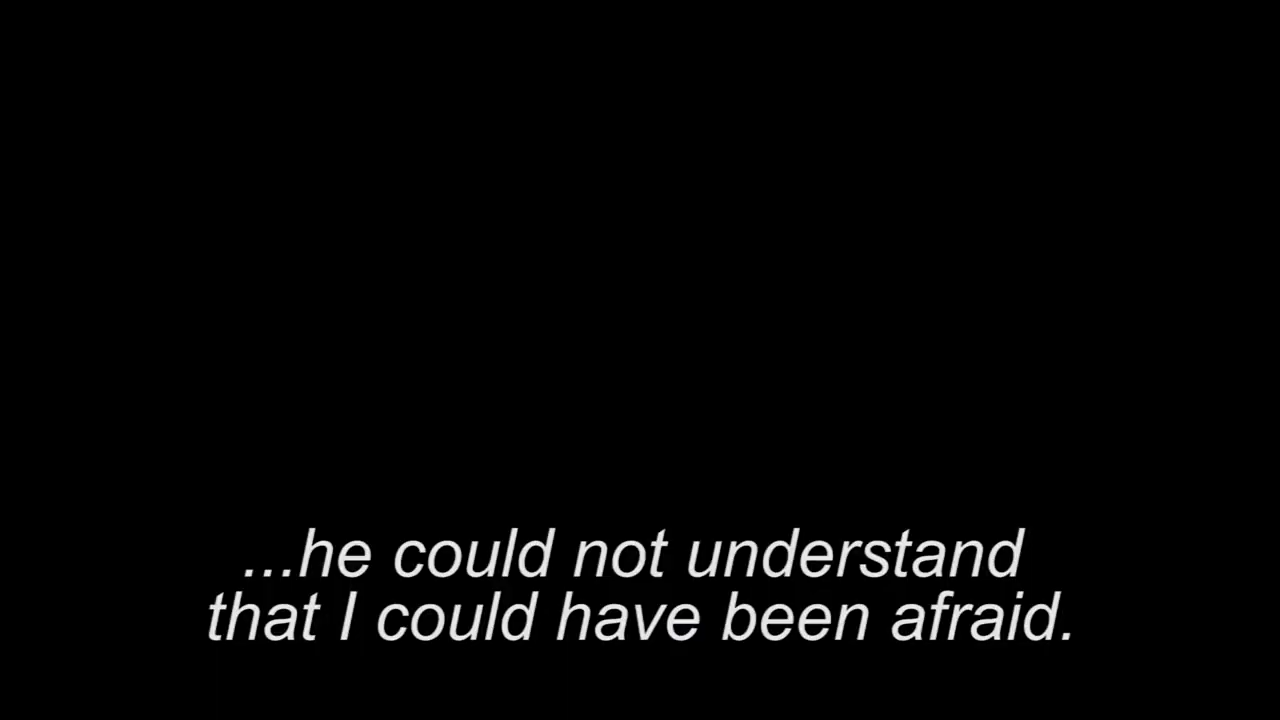 ...he could not understand
that I could have been afraid.